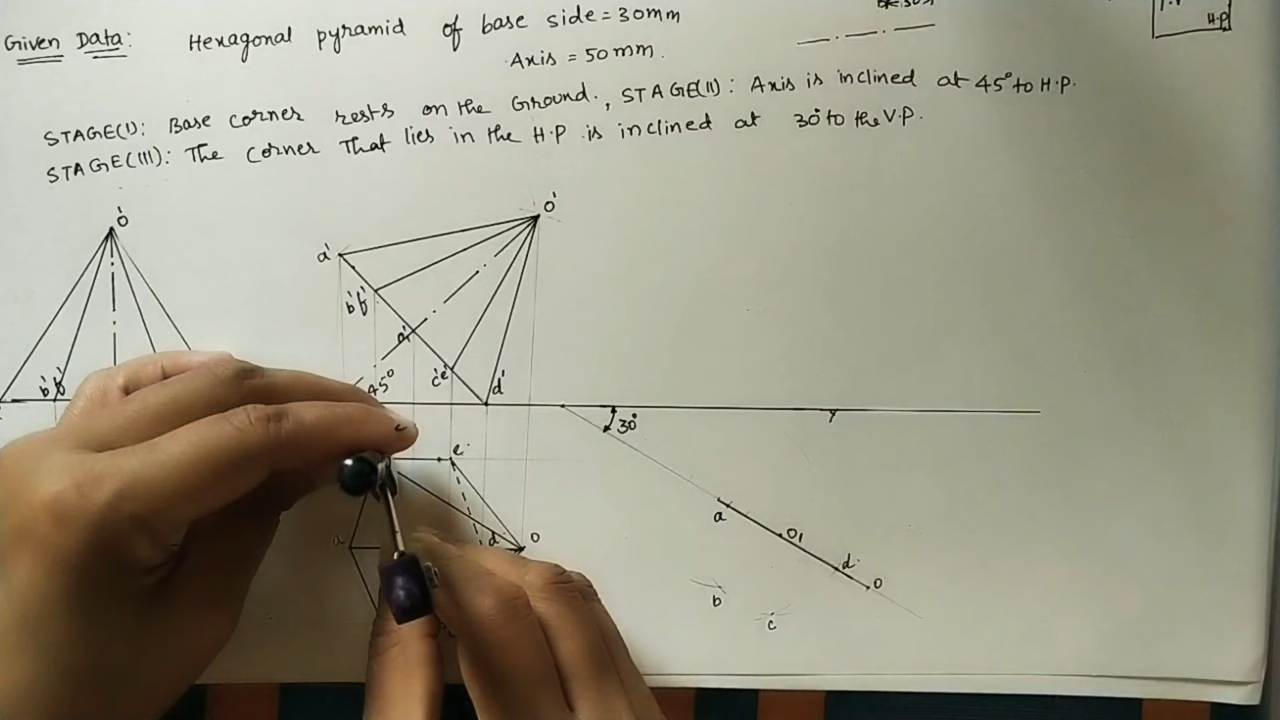 Given Data: Hexagonal pyramid of base side = 30mm
Axis = 50mm.
H.P
STAGE(I): Base corner rests on the Ground., STAGE(II): Axis is inclined at 45° to H.P.
STAGE(III): The corner That lies in the H.P is inclined at 30° to the V.P.
o' o'
a'
b'f'
o₁'
b'f' 45° c'e' d'
30° Y
e
a d o
a o₁ d o
b c